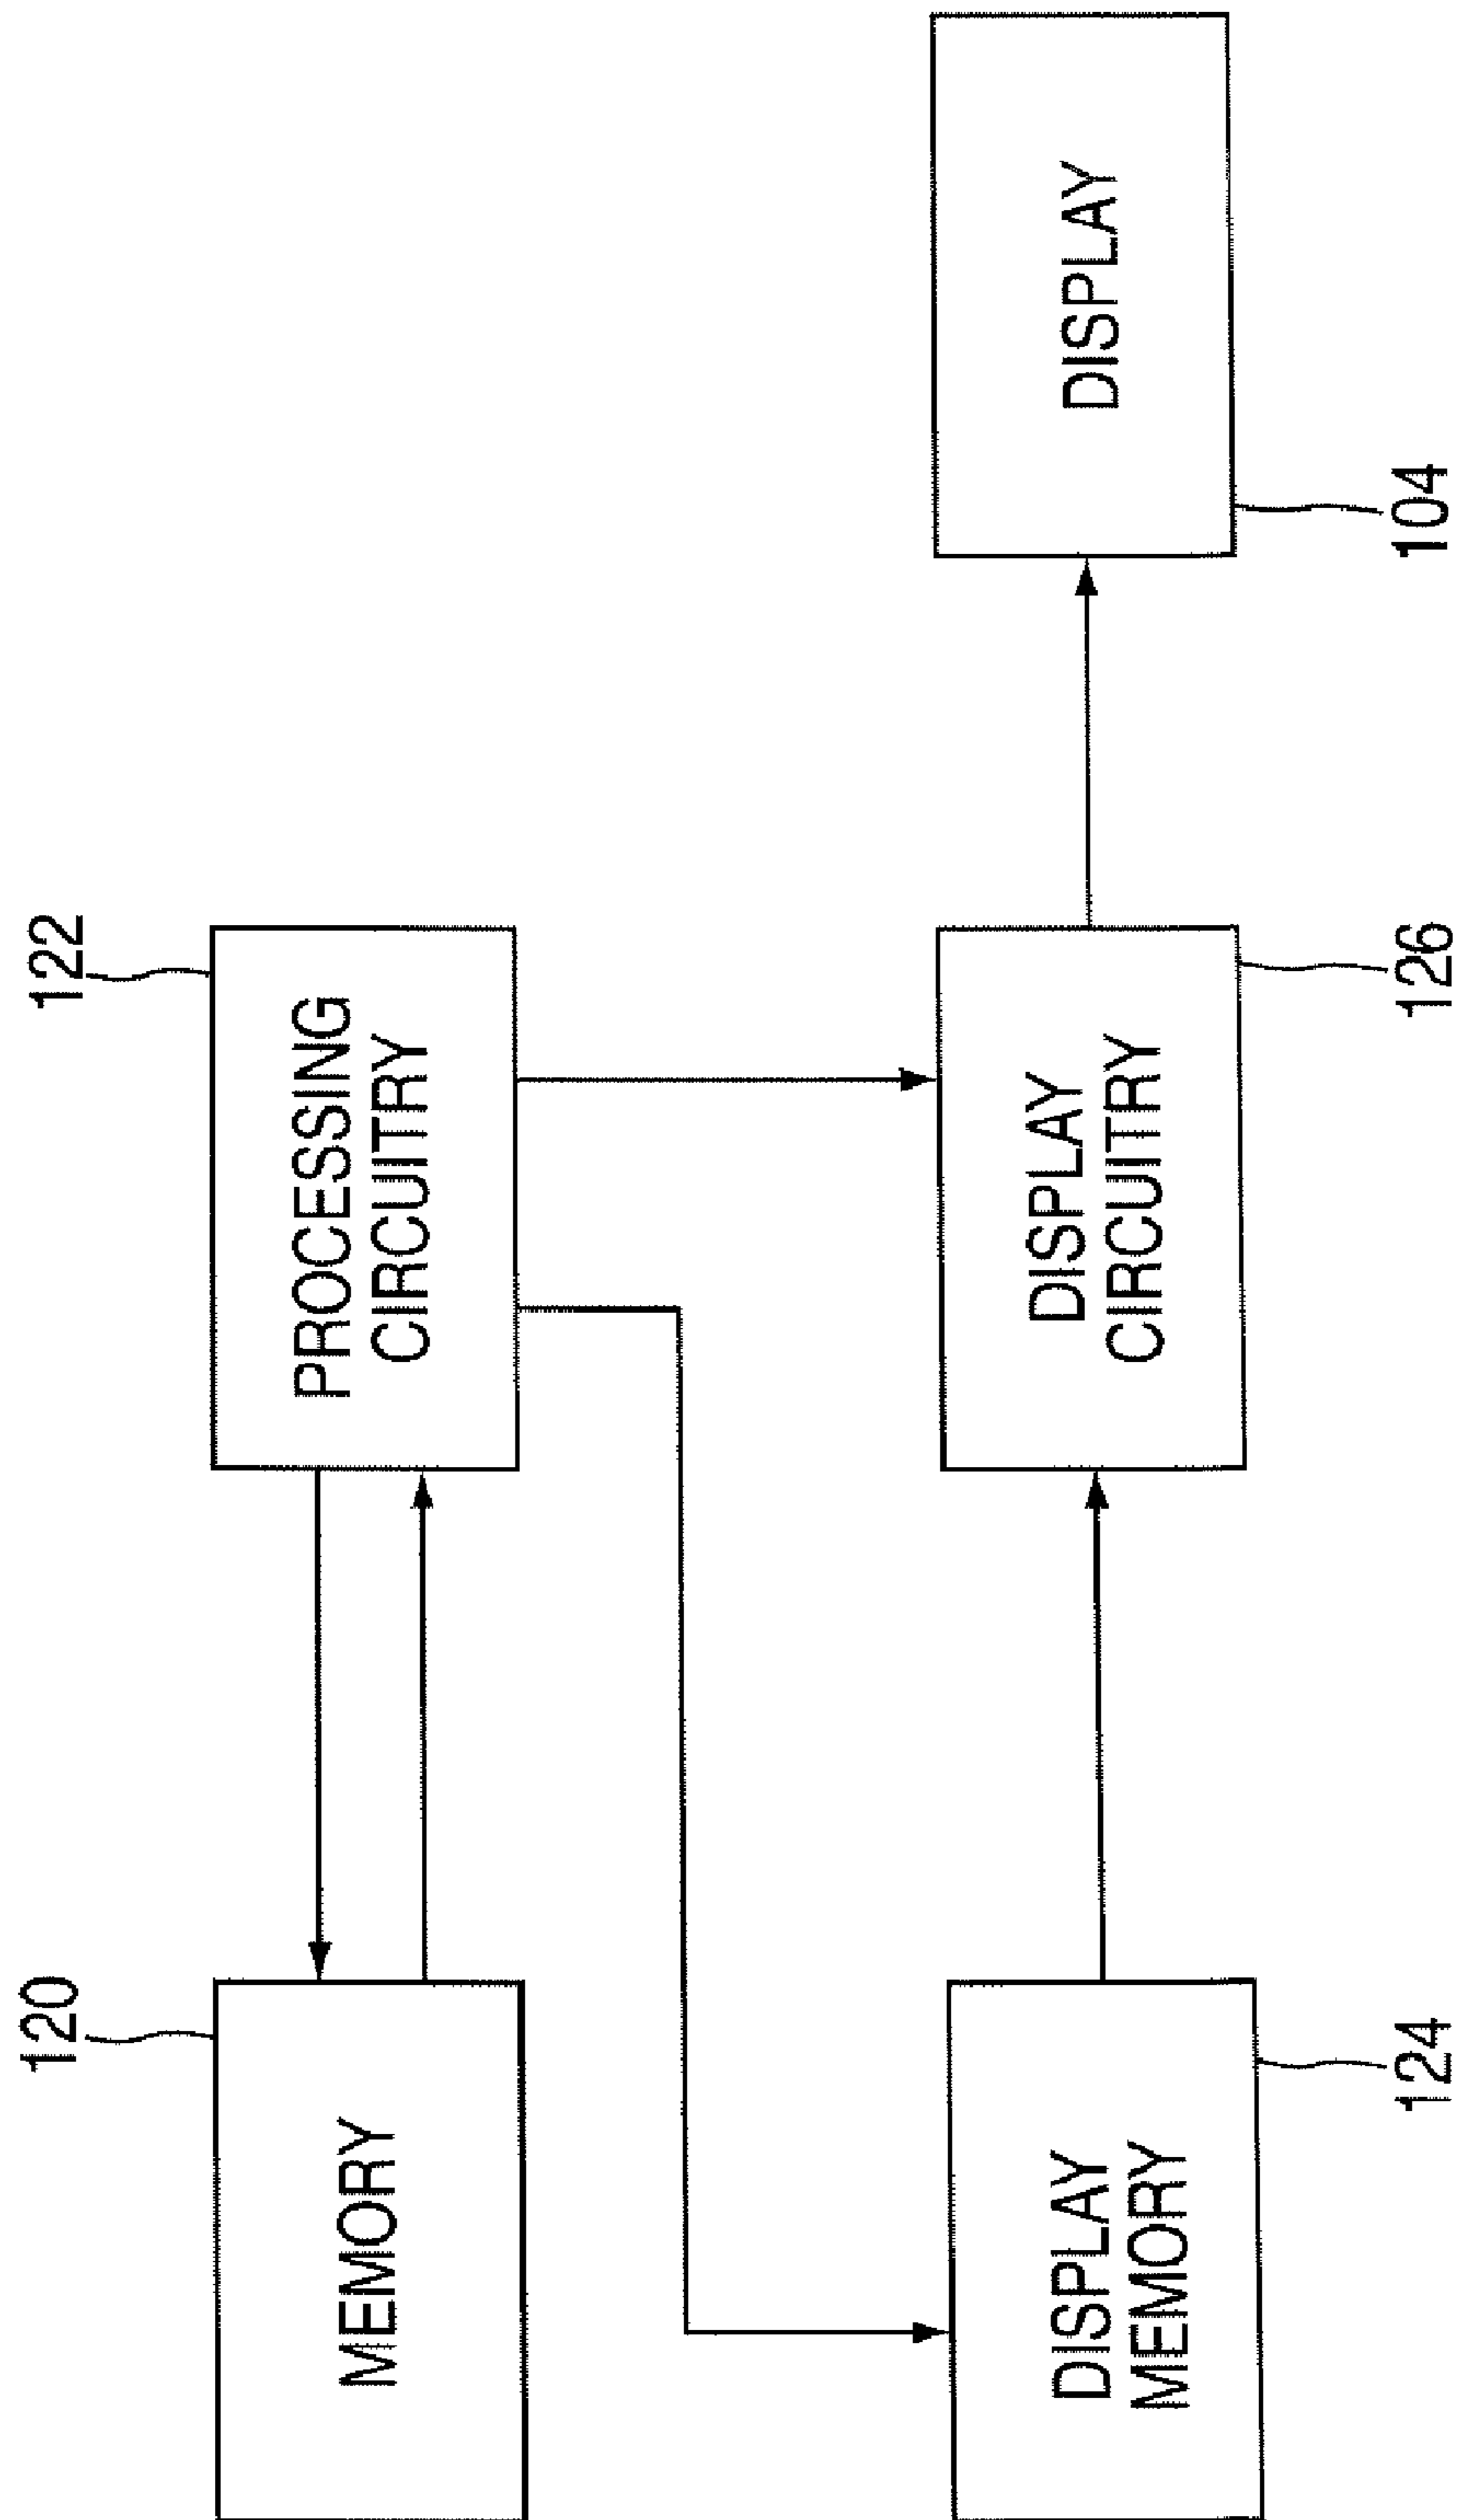 120
122
MEMORY
PROCESSING
CIRCUITRY
DISPLAY
MEMORY
DISPLAY
CIRCUITRY
DISPLAY
124
126
104